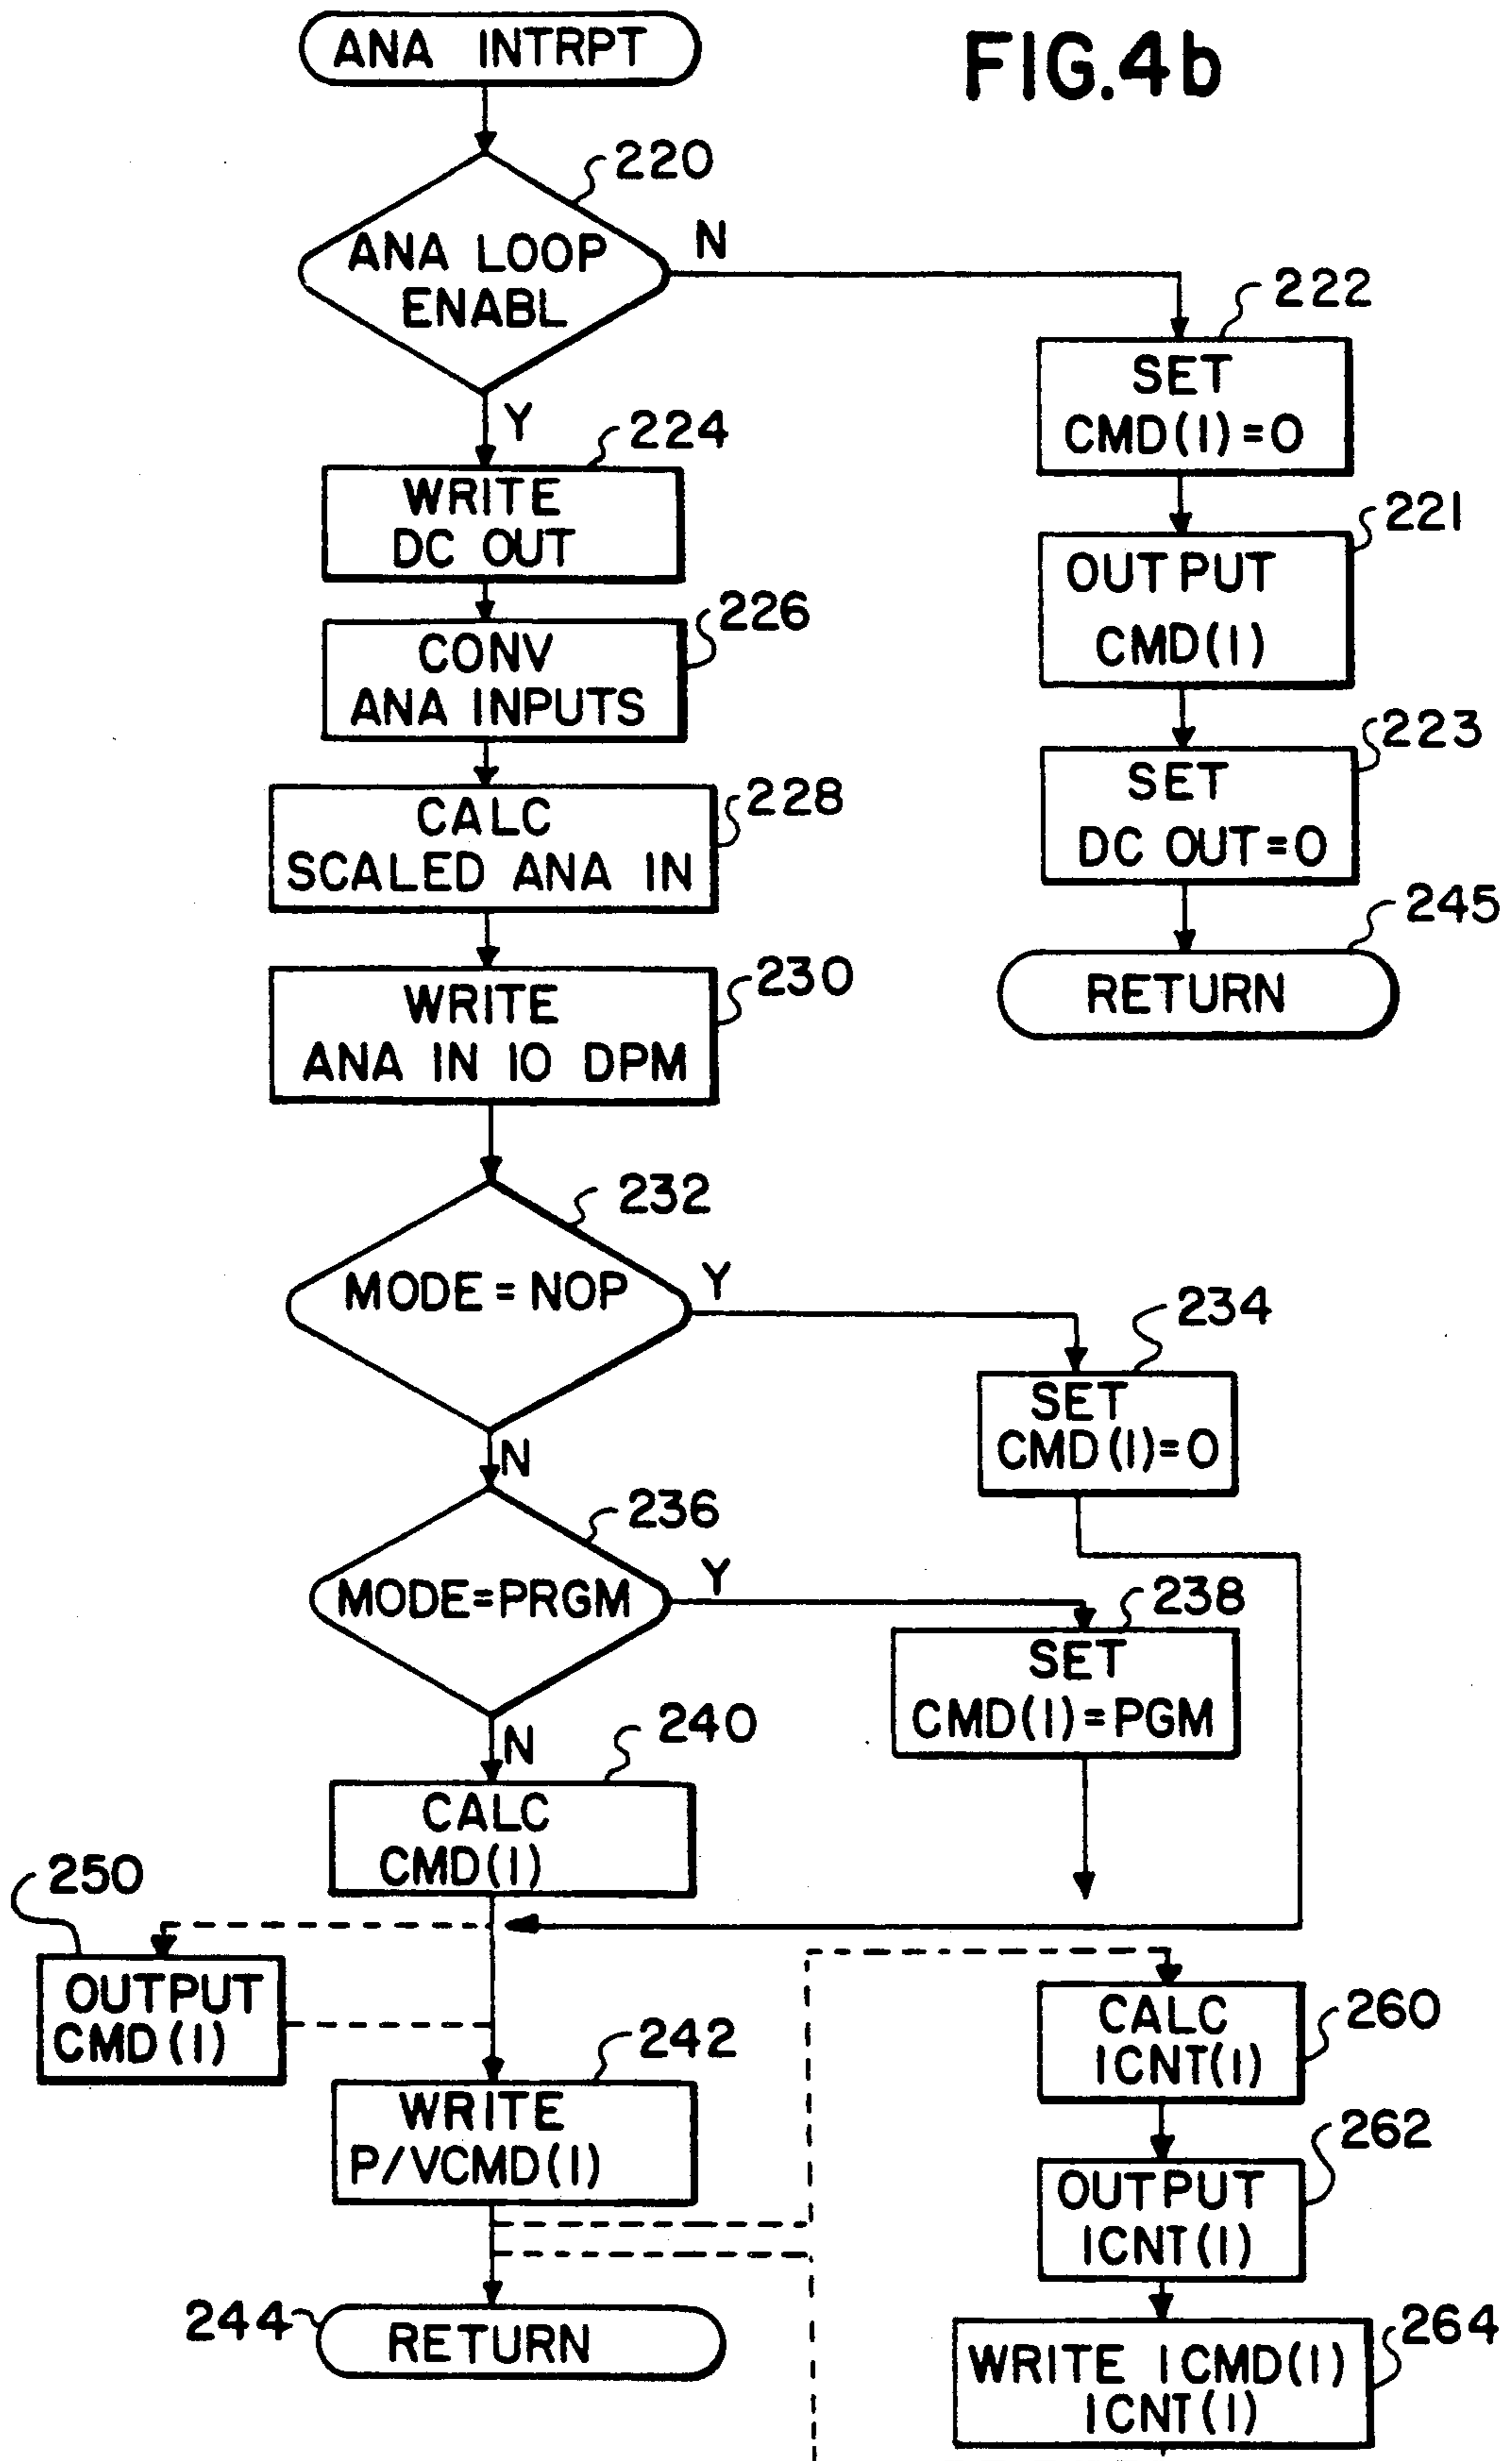 ANA INTRPT
FIG.4b
220
ANA LOOP
ENABL
N
Y
222
SET
CMD(I)=0
224
WRITE
DC OUT
221
OUTPUT
CMD(I)
226
CONV
ANA INPUTS
223
SET
DC OUT=0
228
CALC
SCALED ANA IN
245
RETURN
230
WRITE
ANA IN IO DPM
232
MODE=NOP
Y
N
234
SET
CMD(I)=0
236
MODE=PRGM
Y
N
238
SET
CMD(I)=PGM
240
CALC
CMD(I)
250
OUTPUT
CMD(I)
242
WRITE
P/VCMD(I)
244
RETURN
260
CALC
ICNT(I)
262
OUTPUT
ICNT(I)
264
WRITE ICMD(I)
ICNT(I)